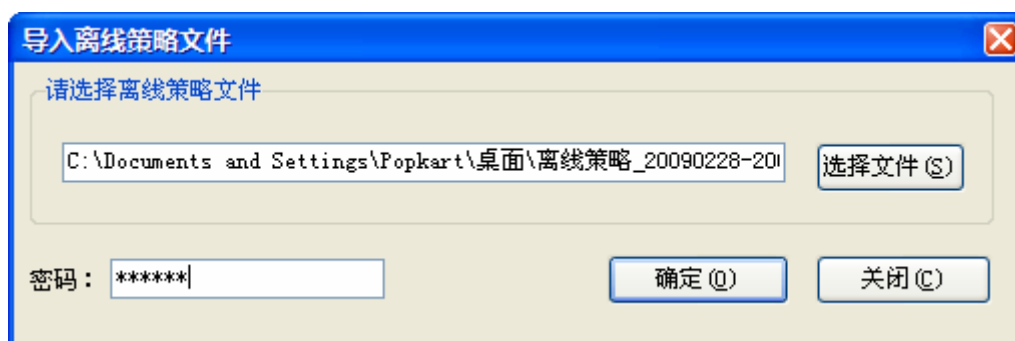 导入离线策略文件
请选择离线策略文件
C:\Documents and Settings\Popkart\桌面\离线策略_20090228-20
选择文件(S)
密码： ******
确定(O)
关闭(C)